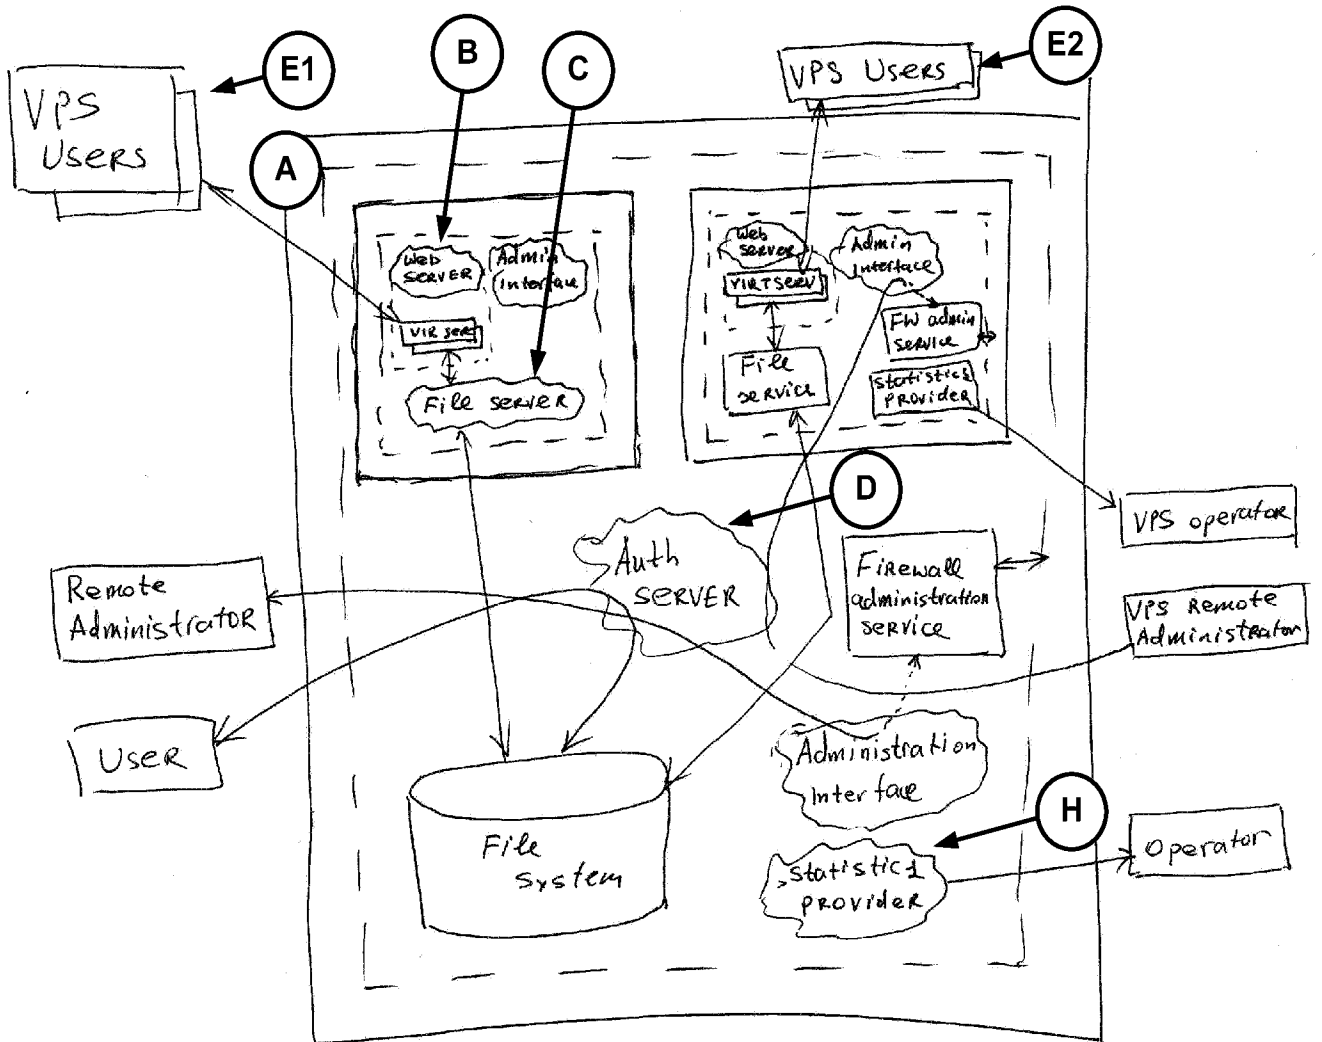 E1
B
C
E2
VPS
Users
VPS Users
A
Web
SERVER
Admin
Interface
VIR SER
File SERVER
Web
SERVER
Admin
Interface
VIRTSERV
FW admin
SERVICE
File
SERVICE
Statistics
PROVIDER
D
VPS operator
Auth
SERVER
Firewall
administration
SERVICE
Remote
Administrator
VPS Remote
Administrator
User
Administration
Interface
H
File
System
Statistics
PROVIDER
Operator